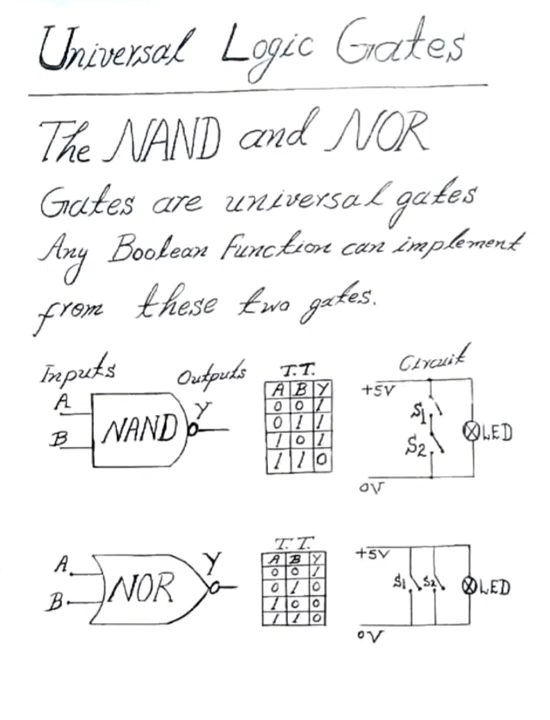 Universal Logic Gates
The NAND and NOR
Gates are universal gates
Any Boolean Function can implement
from these two gates.
Inputs Outputs T.T. Circuit
A B Y
0 0 1
0 1 1
1 0 1
1 1 0
A
B
NAND
Y
+5V
S1
S2
LED
0V
A
B
NOR
Y
T.T.
A B Y
0 0 1
0 1 0
1 0 0
1 1 0
+5V
S1 S2 LED
0V